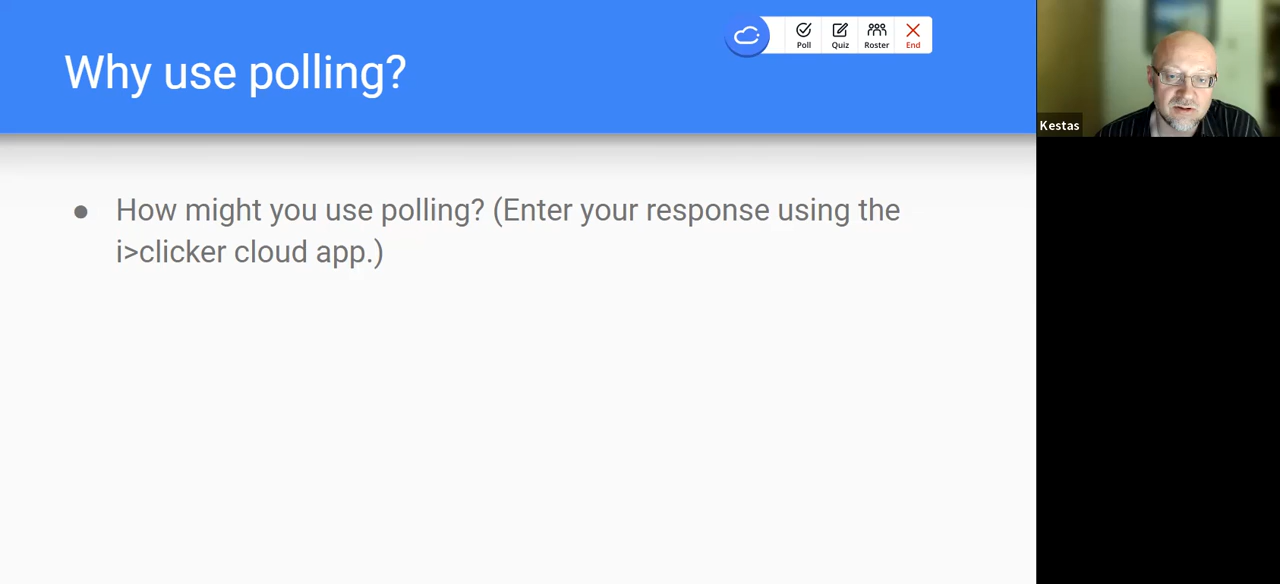 Why use polling?
Poll Quiz Roster End
Kestas
● How might you use polling? (Enter your response using the
i>clicker cloud app.)